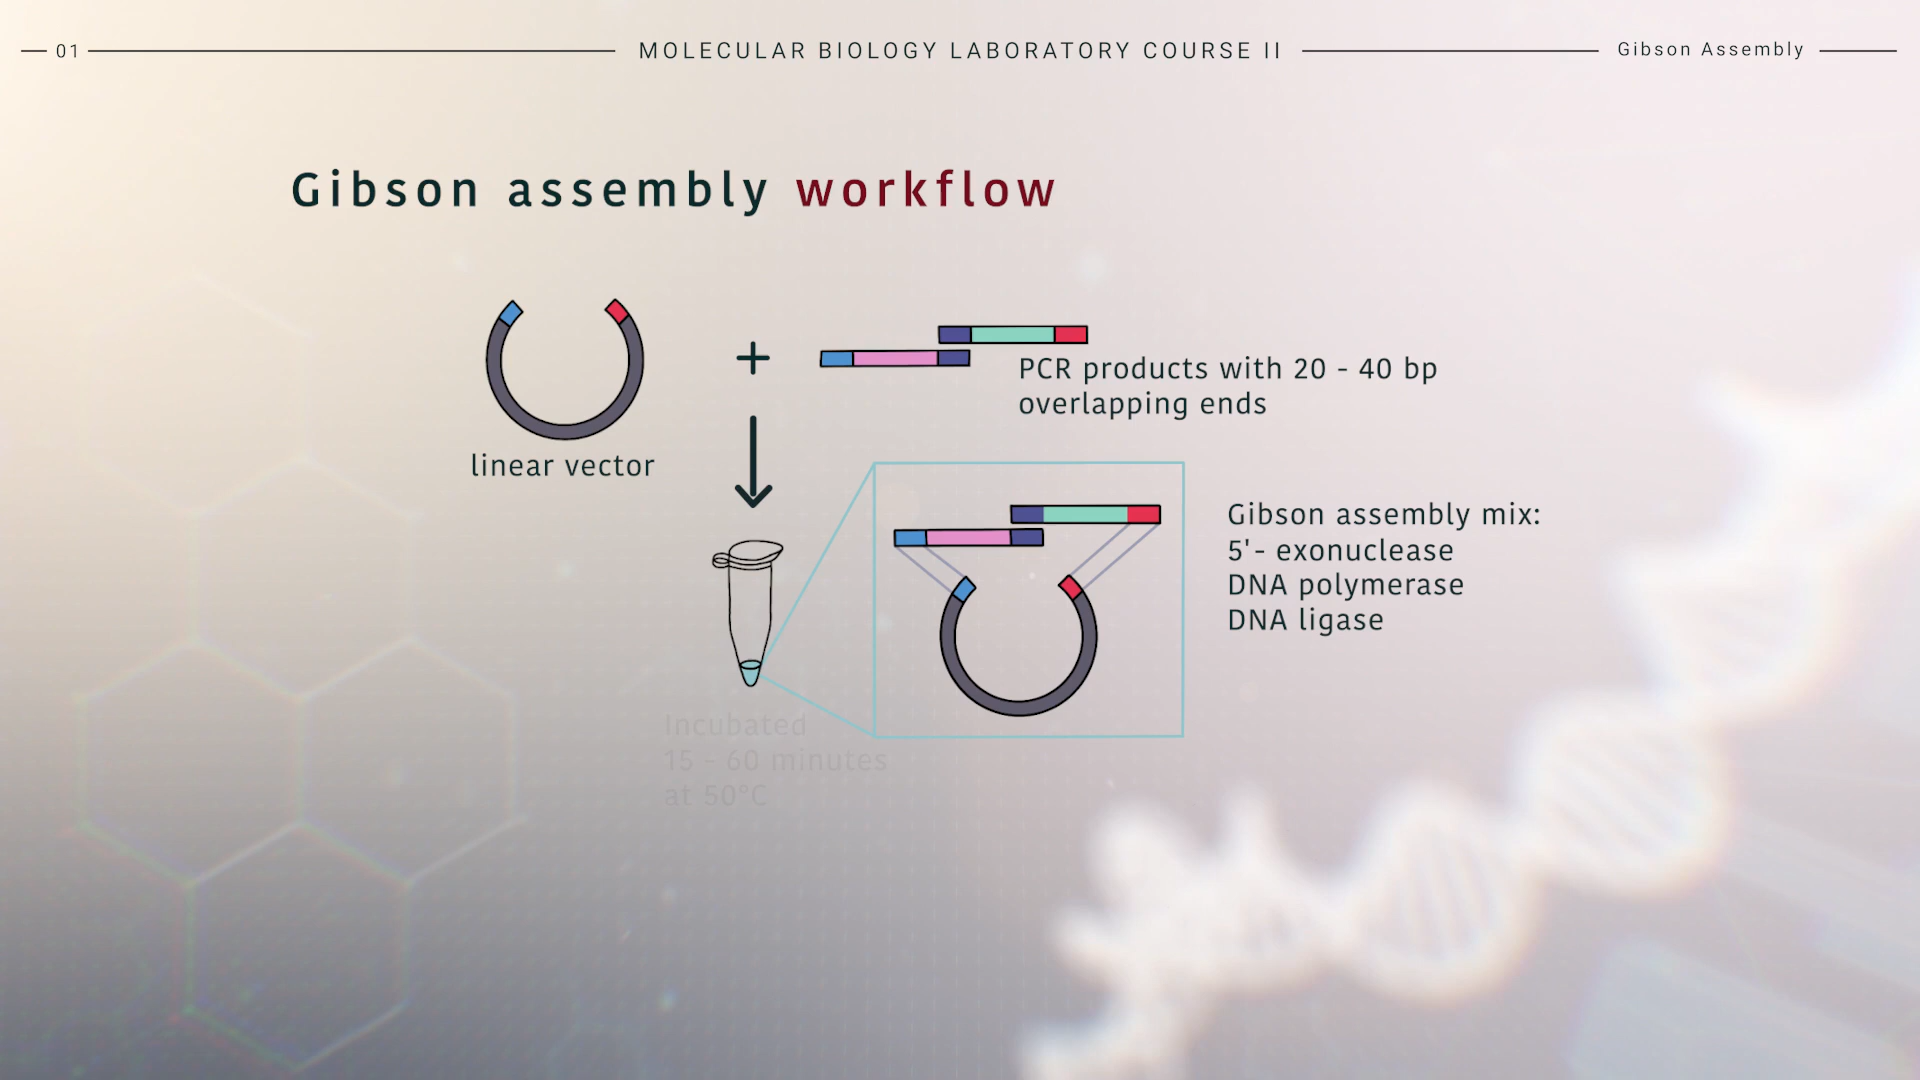 01
MOLECULAR BIOLOGY LABORATORY COURSE II
Gibson Assembly
Gibson assembly workflow
PCR products with 20 - 40 bp
overlapping ends
linear vector
Gibson assembly mix:
5'- exonuclease
DNA polymerase
DNA ligase
Incubated
15 - 60 minutes
at 50°C